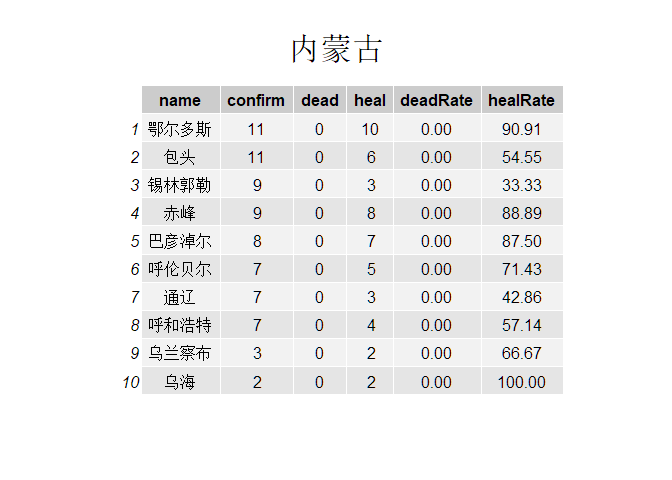 内蒙古
name confirm dead heal deadRate healRate
1 鄂尔多斯 11 0 10 0.00 90.91
2 包头 11 0 6 0.00 54.55
3 锡林郭勒 9 0 3 0.00 33.33
4 赤峰 9 0 8 0.00 88.89
5 巴彦淖尔 8 0 7 0.00 87.50
6 呼伦贝尔 7 0 5 0.00 71.43
7 通辽 7 0 3 0.00 42.86
8 呼和浩特 7 0 4 0.00 57.14
9 乌兰察布 3 0 2 0.00 66.67
10 乌海 2 0 2 0.00 100.00